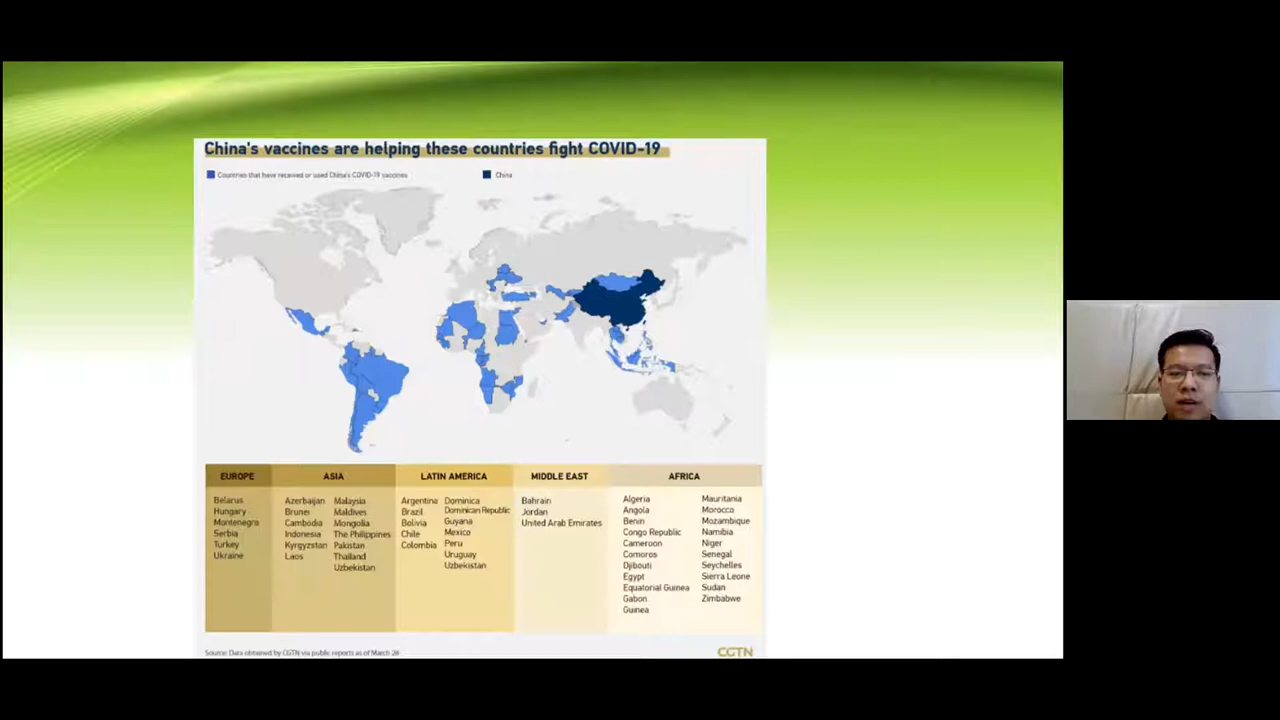 China's vaccines are helping these countries fight COVID-19
Countries that have received or used China's COVID-19 vaccines
China
EUROPE
Belarus
Hungary
Montenegro
Serbia
Turkey
Ukraine
ASIA
Azerbaijan
Brunei
Cambodia
Indonesia
Kyrgyzstan
Laos
Malaysia
Maldives
Mongolia
The Philippines
Pakistan
Thailand
Uzbekistan
LATIN AMERICA
Argentina
Brazil
Bolivia
Chile
Colombia
Dominica
Dominican Republic
Guyana
Mexico
Peru
Uruguay
Uzbekistan
MIDDLE EAST
Bahrain
Jordan
United Arab Emirates
AFRICA
Algeria
Angola
Benin
Congo Republic
Cameroon
Comoros
Djibouti
Egypt
Equatorial Guinea
Gabon
Guinea
Mauritania
Morocco
Mozambique
Namibia
Niger
Senegal
Seychelles
Sierra Leone
Sudan
Zimbabwe
Source: Data obtained by CGTN via public reports as of March 28
CGTN